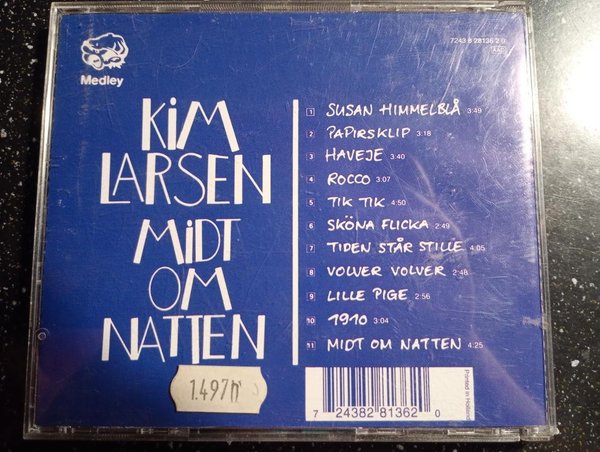 Medley
7243 8 28136 2 0
KiM
LARSEN
MiDT
OM
NATTEN
1 SUSAN HIMMELBLÅ 3:49
2 PAPIRSKLIP 3:18
3 HAVEJE 3:40
4 ROCCO 3:07
5 TIK TIK 4:50
6 SKÖNA FLICKA 2:49
7 TIDEN STÅR STILLE 4:05
8 VOLVER VOLVER 2:48
9 LILLE PIGE 2:56
10 1910 3:04
11 MIDT OM NATTEN 4:25
Printed in Holland
7 24382 81362 0